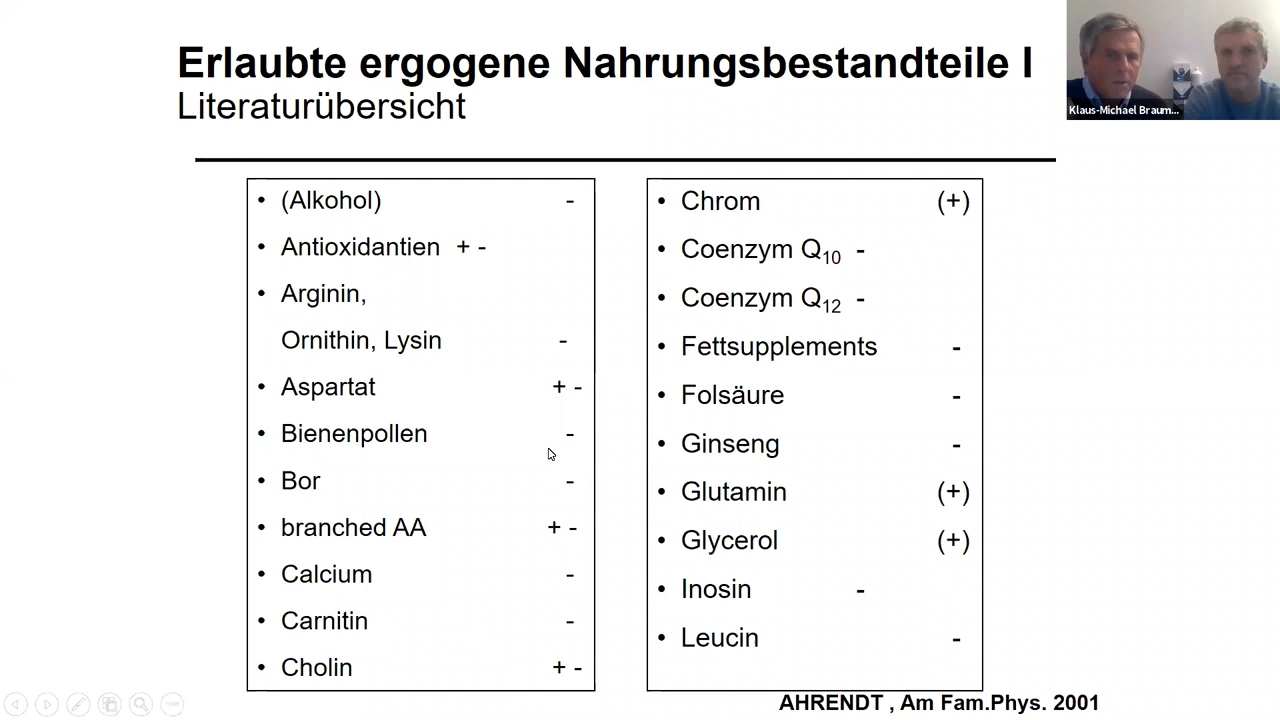 Erlaubte ergogene Nahrungsbestandteile I
Literaturübersicht
Klaus-Michael Braum...
• (Alkohol) -
• Antioxidantien + -
• Arginin,
Ornithin, Lysin -
• Aspartat + -
• Bienenpollen -
• Bor -
• branched AA + -
• Calcium -
• Carnitin -
• Cholin + -
• Chrom (+)
• Coenzym Q10 -
• Coenzym Q12 -
• Fettsupplements -
• Folsäure -
• Ginseng -
• Glutamin (+)
• Glycerol (+)
• Inosin -
• Leucin -
AHRENDT , Am Fam.Phys. 2001